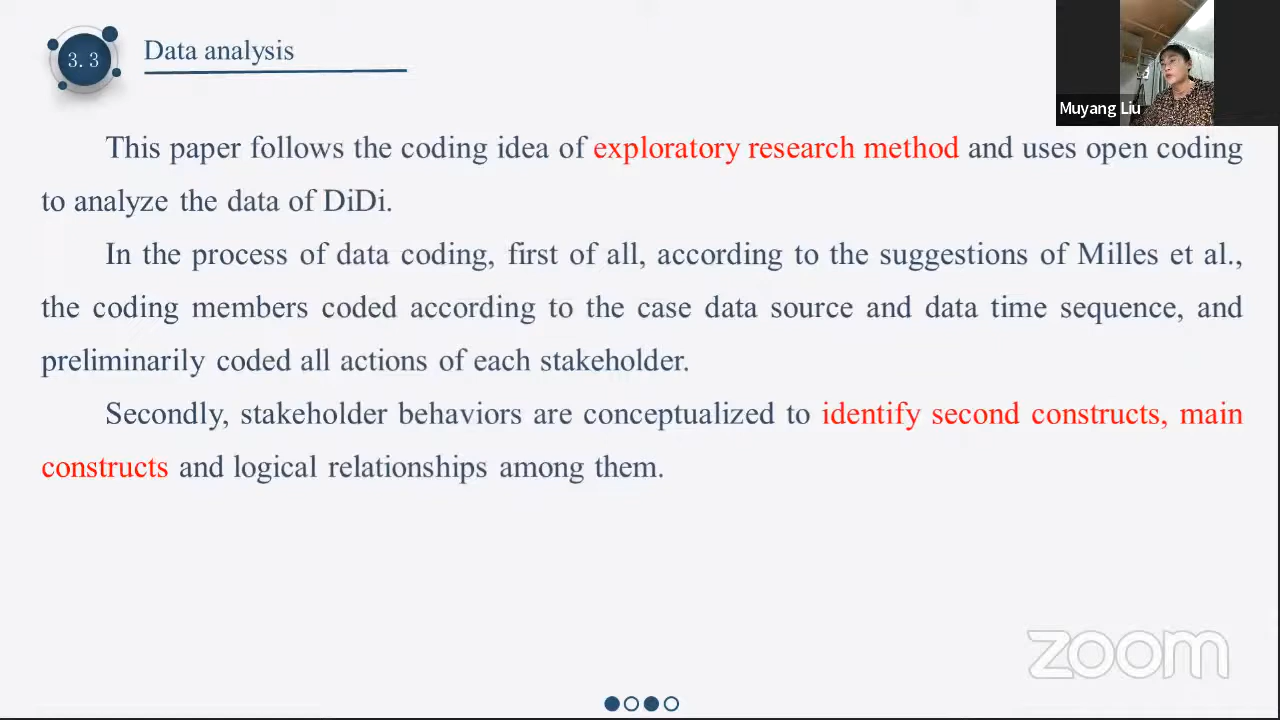 3.3
Data analysis
Muyang Liu
This paper follows the coding idea of exploratory research method and uses open coding
to analyze the data of DiDi.
In the process of data coding, first of all, according to the suggestions of Milles et al.,
the coding members coded according to the case data source and data time sequence, and
preliminarily coded all actions of each stakeholder.
Secondly, stakeholder behaviors are conceptualized to identify second constructs, main
constructs and logical relationships among them.
zoom